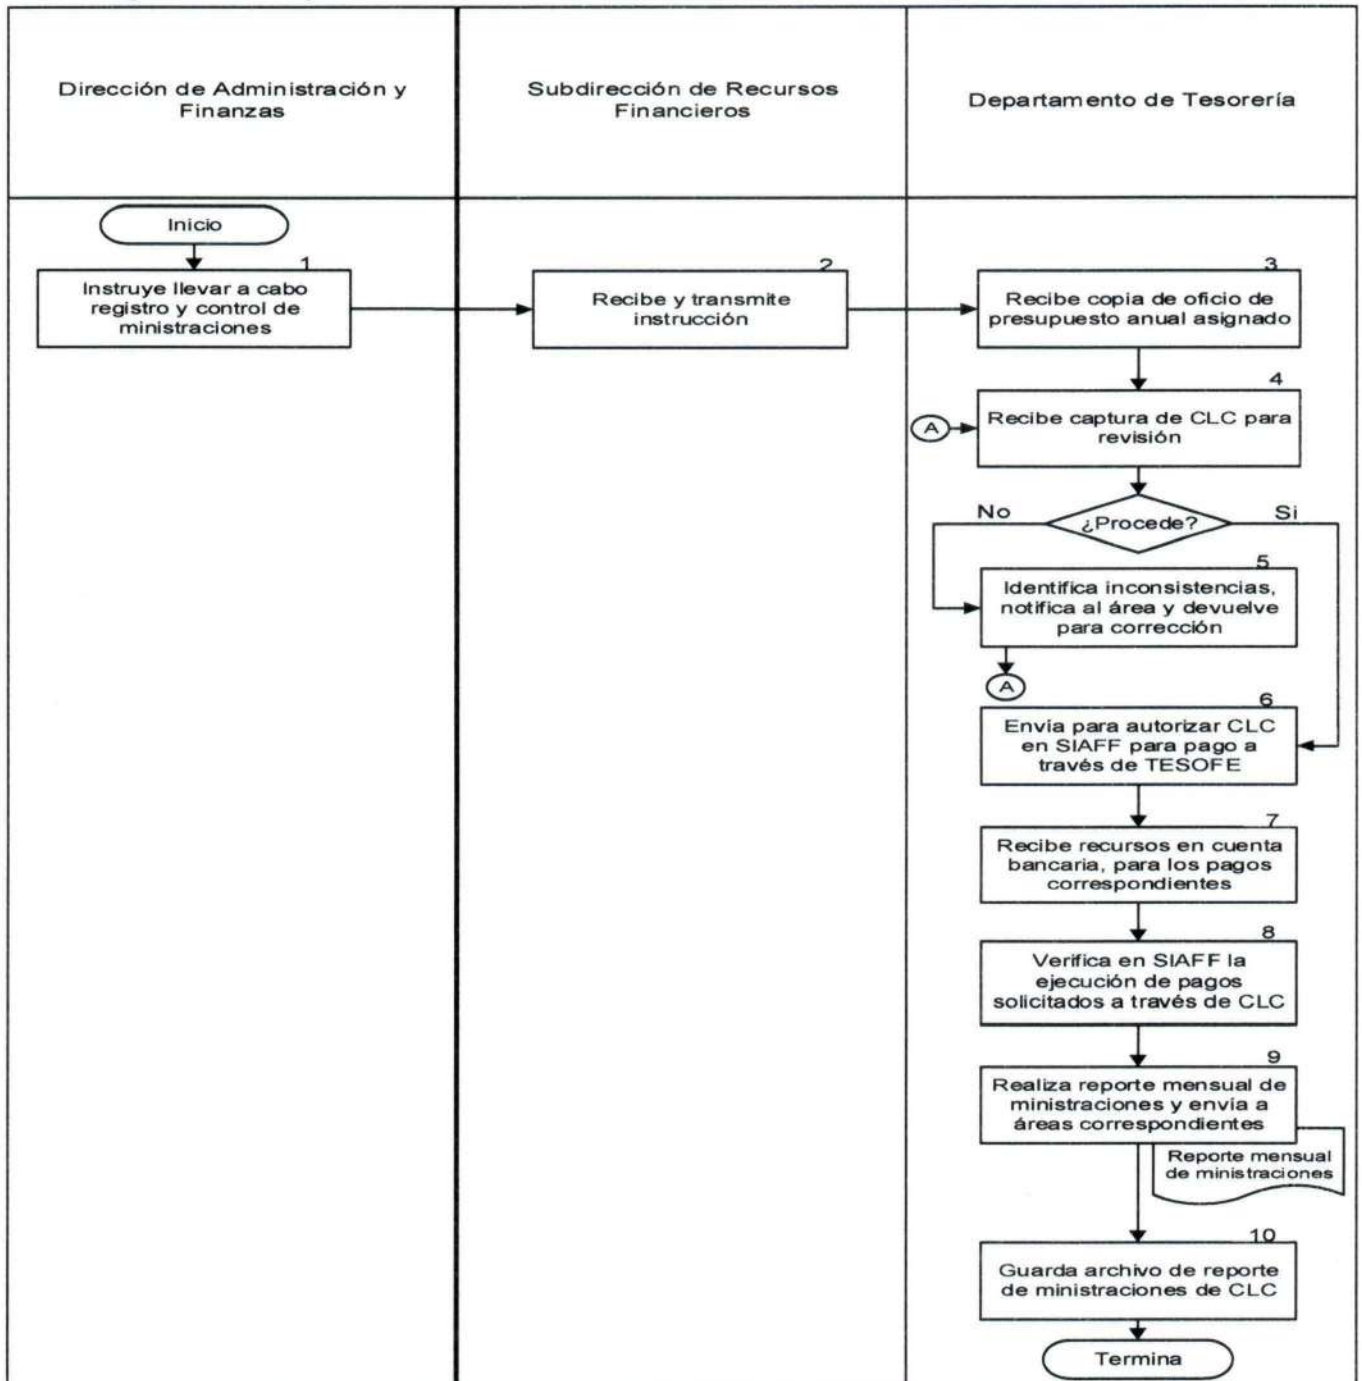 Dirección de Administración y
Finanzas
Subdirección de Recursos
Financieros
Departamento de Tesorería
Inicio
1
Instruye llevar a cabo
registro y control de
ministraciones
2
Recibe y transmite
instrucción
3
Recibe copia de oficio de
presupuesto anual asignado
4
A
Recibe captura de CLC para
revisión
No
¿Procede?
Si
5
Identifica inconsistencias,
notifica al área y devuelve
para corrección
A
6
Envía para autorizar CLC
en SIAFF para pago a
través de TESOFE
7
Recibe recursos en cuenta
bancaria, para los pagos
correspondientes
8
Verifica en SIAFF la
ejecución de pagos
solicitados a través de CLC
9
Realiza reporte mensual de
ministraciones y envía a
áreas correspondientes
Reporte mensual
de ministraciones
10
Guarda archivo de reporte
de ministraciones de CLC
Termina